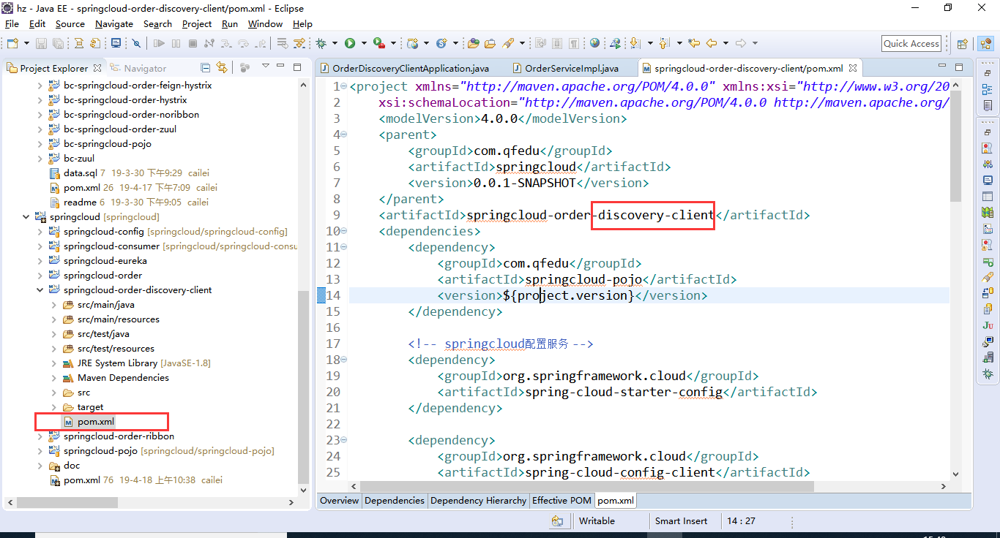 hz - Java EE - springcloud-order-discovery-client/pom.xml - Eclipse
File Edit Source Navigate Search Project Run Window Help
Quick Access
Project Explorer Navigator
bc-springcloud-order-feign-hystrix
bc-springcloud-order-hystrix
bc-springcloud-order-noribbon
bc-springcloud-order-zuul
bc-springcloud-pojo
bc-zuul
data.sql 7 19-3-30 下午9:29 cailei
pom.xml 26 19-4-17 下午7:09 cailei
readme 6 19-3-30 下午9:05 cailei
springcloud [springcloud]
springcloud-config [springcloud/springcloud-config]
springcloud-consumer [springcloud/springcloud-consu
springcloud-eureka
springcloud-order
springcloud-order-discovery-client
src/main/java
src/main/resources
src/test/java
src/test/resources
JRE System Library [JavaSE-1.8]
Maven Dependencies
src
target
pom.xml
springcloud-order-ribbon
springcloud-pojo [springcloud/springcloud-pojo]
doc
pom.xml 76 19-4-18 上午10:38 cailei
OrderDiscoveryClientApplication.java OrderServiceImpl.java springcloud-order-discovery-client/pom.xml
1 <project xmlns="http://maven.apache.org/POM/4.0.0" xmlns:xsi="http://www.w3.org/20
2 xsi:schemaLocation="http://maven.apache.org/POM/4.0.0 http://maven.apache.org/
3 <modelVersion>4.0.0</modelVersion>
4 <parent>
5 <groupId>com.qfedu</groupId>
6 <artifactId>springcloud</artifactId>
7 <version>0.0.1-SNAPSHOT</version>
8 </parent>
9 <artifactId>springcloud-order-discovery-client</artifactId>
10 <dependencies>
11 <dependency>
12 <groupId>com.qfedu</groupId>
13 <artifactId>springcloud-pojo</artifactId>
14 <version>${project.version}</version>
15 </dependency>
16
17 <!-- springcloud配置服务 -->
18 <dependency>
19 <groupId>org.springframework.cloud</groupId>
20 <artifactId>spring-cloud-starter-config</artifactId>
21 </dependency>
22
23 <dependency>
24 <groupId>org.springframework.cloud</groupId>
25 <artifactId>spring-cloud-config-client</artifactId>
Overview Dependencies Dependency Hierarchy Effective POM pom.xml
Writable Smart Insert 14 : 27